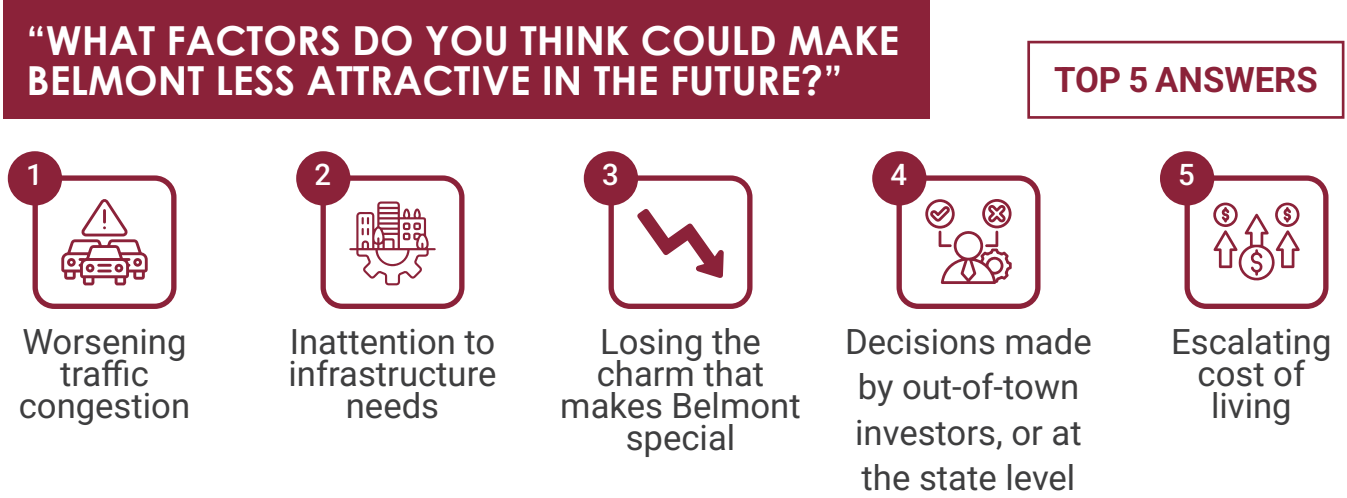 “WHAT FACTORS DO YOU THINK COULD MAKE
BELMONT LESS ATTRACTIVE IN THE FUTURE?”
TOP 5 ANSWERS
1
Worsening
traffic
congestion
2
Inattention to
infrastructure
needs
3
Losing the
charm that
makes Belmont
special
4
Decisions made
by out-of-town
investors, or at
the state level
5
$ $
$
Escalating
cost of
living